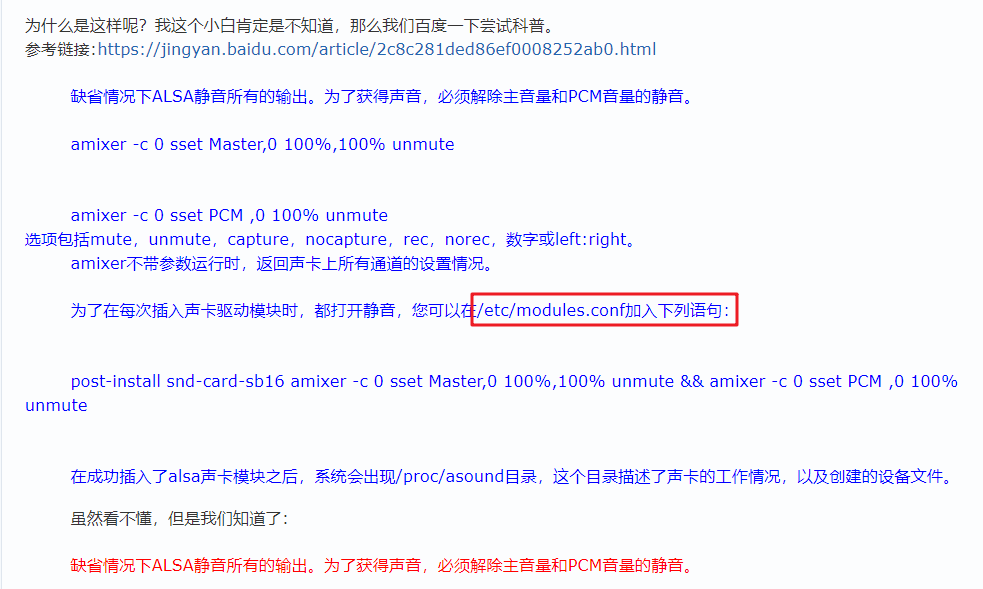 为什么是这样呢？我这个小白肯定是不知道，那么我们百度一下尝试科普。
参考链接:https://jingyan.baidu.com/article/2c8c281ded86ef0008252ab0.html
缺省情况下ALSA静音所有的输出。为了获得声音，必须解除主音量和PCM音量的静音。
amixer -c 0 sset Master,0 100%,100% unmute
amixer -c 0 sset PCM ,0 100% unmute
选项包括mute，unmute，capture，nocapture，rec，norec，数字或left:right。
amixer不带参数运行时，返回声卡上所有通道的设置情况。
为了在每次插入声卡驱动模块时，都打开静音，您可以在/etc/modules.conf加入下列语句：
post-install snd-card-sb16 amixer -c 0 sset Master,0 100%,100% unmute && amixer -c 0 sset PCM ,0 100%
unmute
在成功插入了alsa声卡模块之后，系统会出现/proc/asound目录，这个目录描述了声卡的工作情况，以及创建的设备文件。
虽然看不懂，但是我们知道了：
缺省情况下ALSA静音所有的输出。为了获得声音，必须解除主音量和PCM音量的静音。